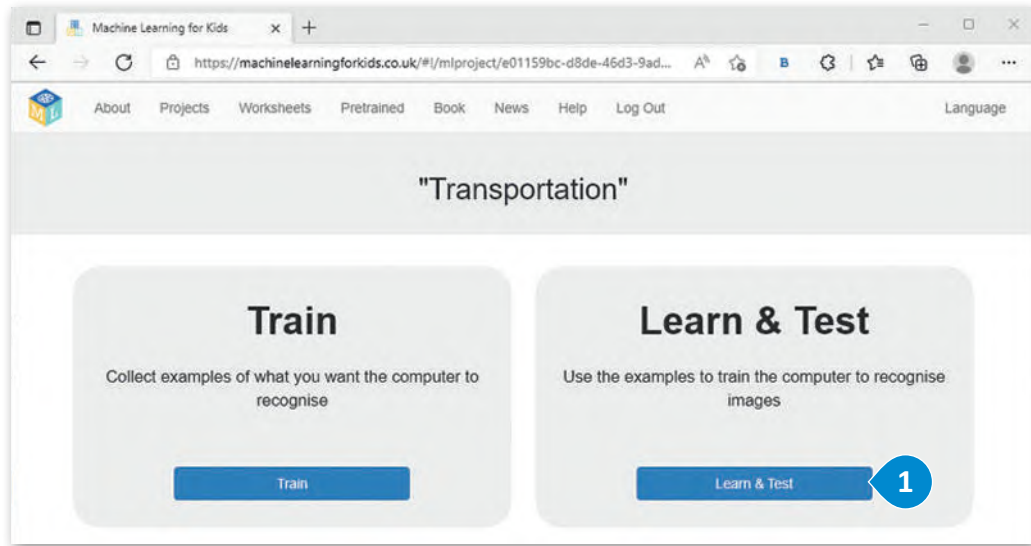 Machine Learning for Kids
https://machinelearningforkids.co.uk/#!/mlproject/e01159bc-d8de-46d3-9ad...
ML
About Projects Worksheets Pretrained Book News Help Log Out Language
"Transportation"
Train
Collect examples of what you want the computer to
recognise
Train
Learn & Test
Use the examples to train the computer to recognise
images
Learn & Test
1